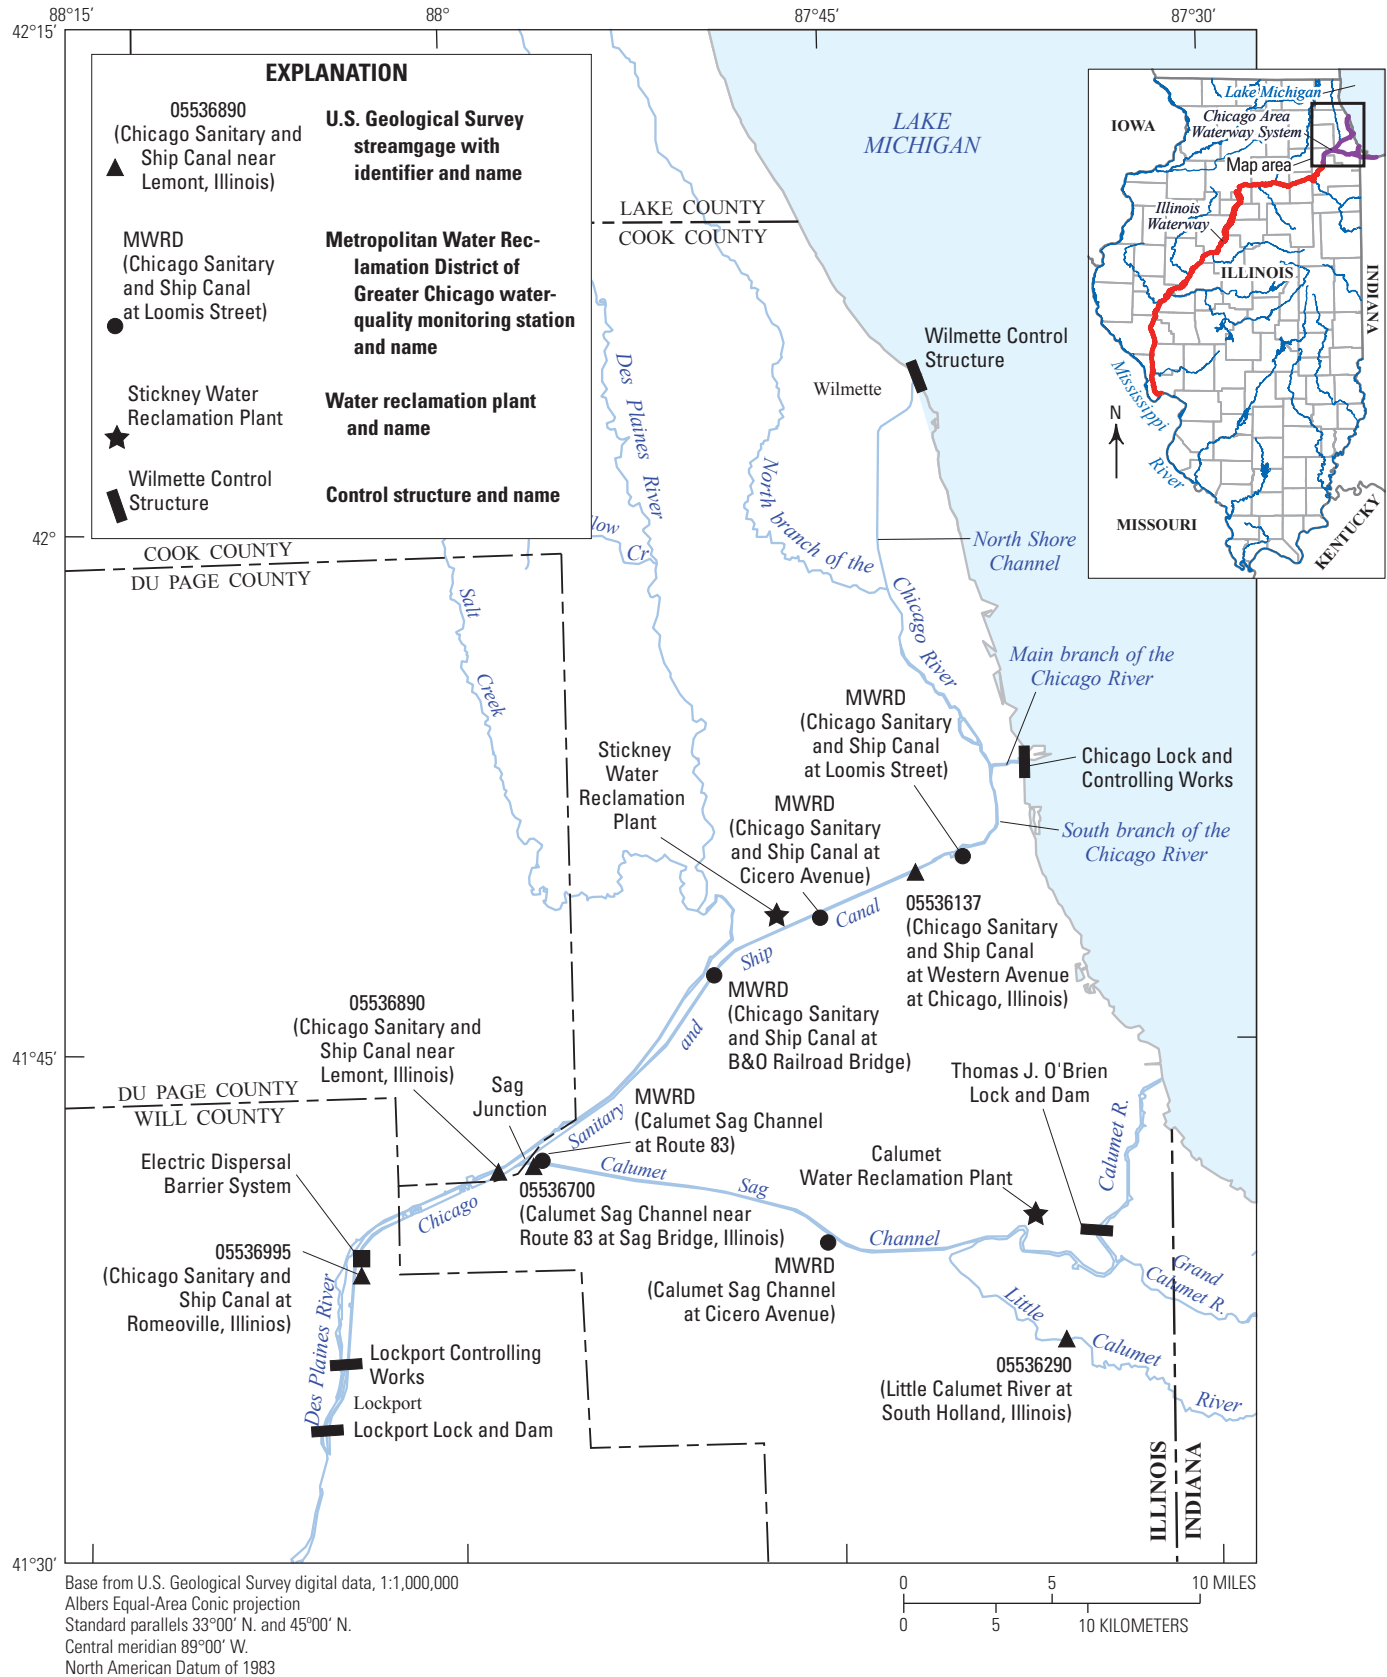 88°15′
88°
87°45′
87°30′
42°15′
EXPLANATION
05536890
(Chicago Sanitary and
Ship Canal near
Lemont, Illinois)
U.S. Geological Survey
streamgage with
identifier and name
MWRD
(Chicago Sanitary
and Ship Canal
at Loomis Street)
Metropolitan Water Rec-
lamation District of
Greater Chicago water-
quality monitoring station
and name
Stickney Water
Reclamation Plant
Water reclamation plant
and name
Wilmette Control
Structure
Control structure and name
LAKE
MICHIGAN
LAKE COUNTY
COOK COUNTY
Lake Michigan
IOWA
Chicago Area
Waterway System
Map area
Illinois
Waterway
ILLINOIS
INDIANA
Mississippi
River
N
MISSOURI
KENTUCKY
Wilmette Control
Structure
Wilmette
Des Plaines River
low
Cr
North branch of the
Chicago River
North Shore
Channel
42°
COOK COUNTY
DU PAGE COUNTY
Salt
Creek
Main branch of the
Chicago River
MWRD
(Chicago Sanitary
and Ship Canal
at Loomis Street)
Stickney
Water
Reclamation
Plant
Chicago Lock and
Controlling Works
MWRD
(Chicago Sanitary
and Ship Canal at
Cicero Avenue)
South branch of the
Chicago River
05536137
(Chicago Sanitary
and Ship Canal
at Western Avenue
at Chicago, Illinois)
Canal
Ship
and
Sanitary
Chicago
MWRD
(Chicago Sanitary
and Ship Canal at
B&O Railroad Bridge)
05536890
(Chicago Sanitary and
Ship Canal near
Lemont, Illinois)
41°45′
Sag
Junction
Thomas J. O'Brien
Lock and Dam
DU PAGE COUNTY
WILL COUNTY
MWRD
(Calumet Sag Channel
at Route 83)
Calumet R.
Electric Dispersal
Barrier System
Calumet
Water Reclamation Plant
Calumet
Sag
Channel
05536700
(Calumet Sag Channel near
Route 83 at Sag Bridge, Illinois)
05536995
(Chicago Sanitary and
Ship Canal at
Romeoville, Illinios)
MWRD
(Calumet Sag Channel
at Cicero Avenue)
Grand
Calumet R.
Little
Calumet
River
Des Plaines River
Lockport Controlling
Works
Lockport
Lockport Lock and Dam
05536290
(Little Calumet River at
South Holland, Illinois)
ILLINOIS
INDIANA
41°30′
Base from U.S. Geological Survey digital data, 1:1,000,000
Albers Equal-Area Conic projection
Standard parallels 33°00′ N. and 45°00′ N.
Central meridian 89°00′ W.
North American Datum of 1983
0 5 10 MILES
0 5 10 KILOMETERS